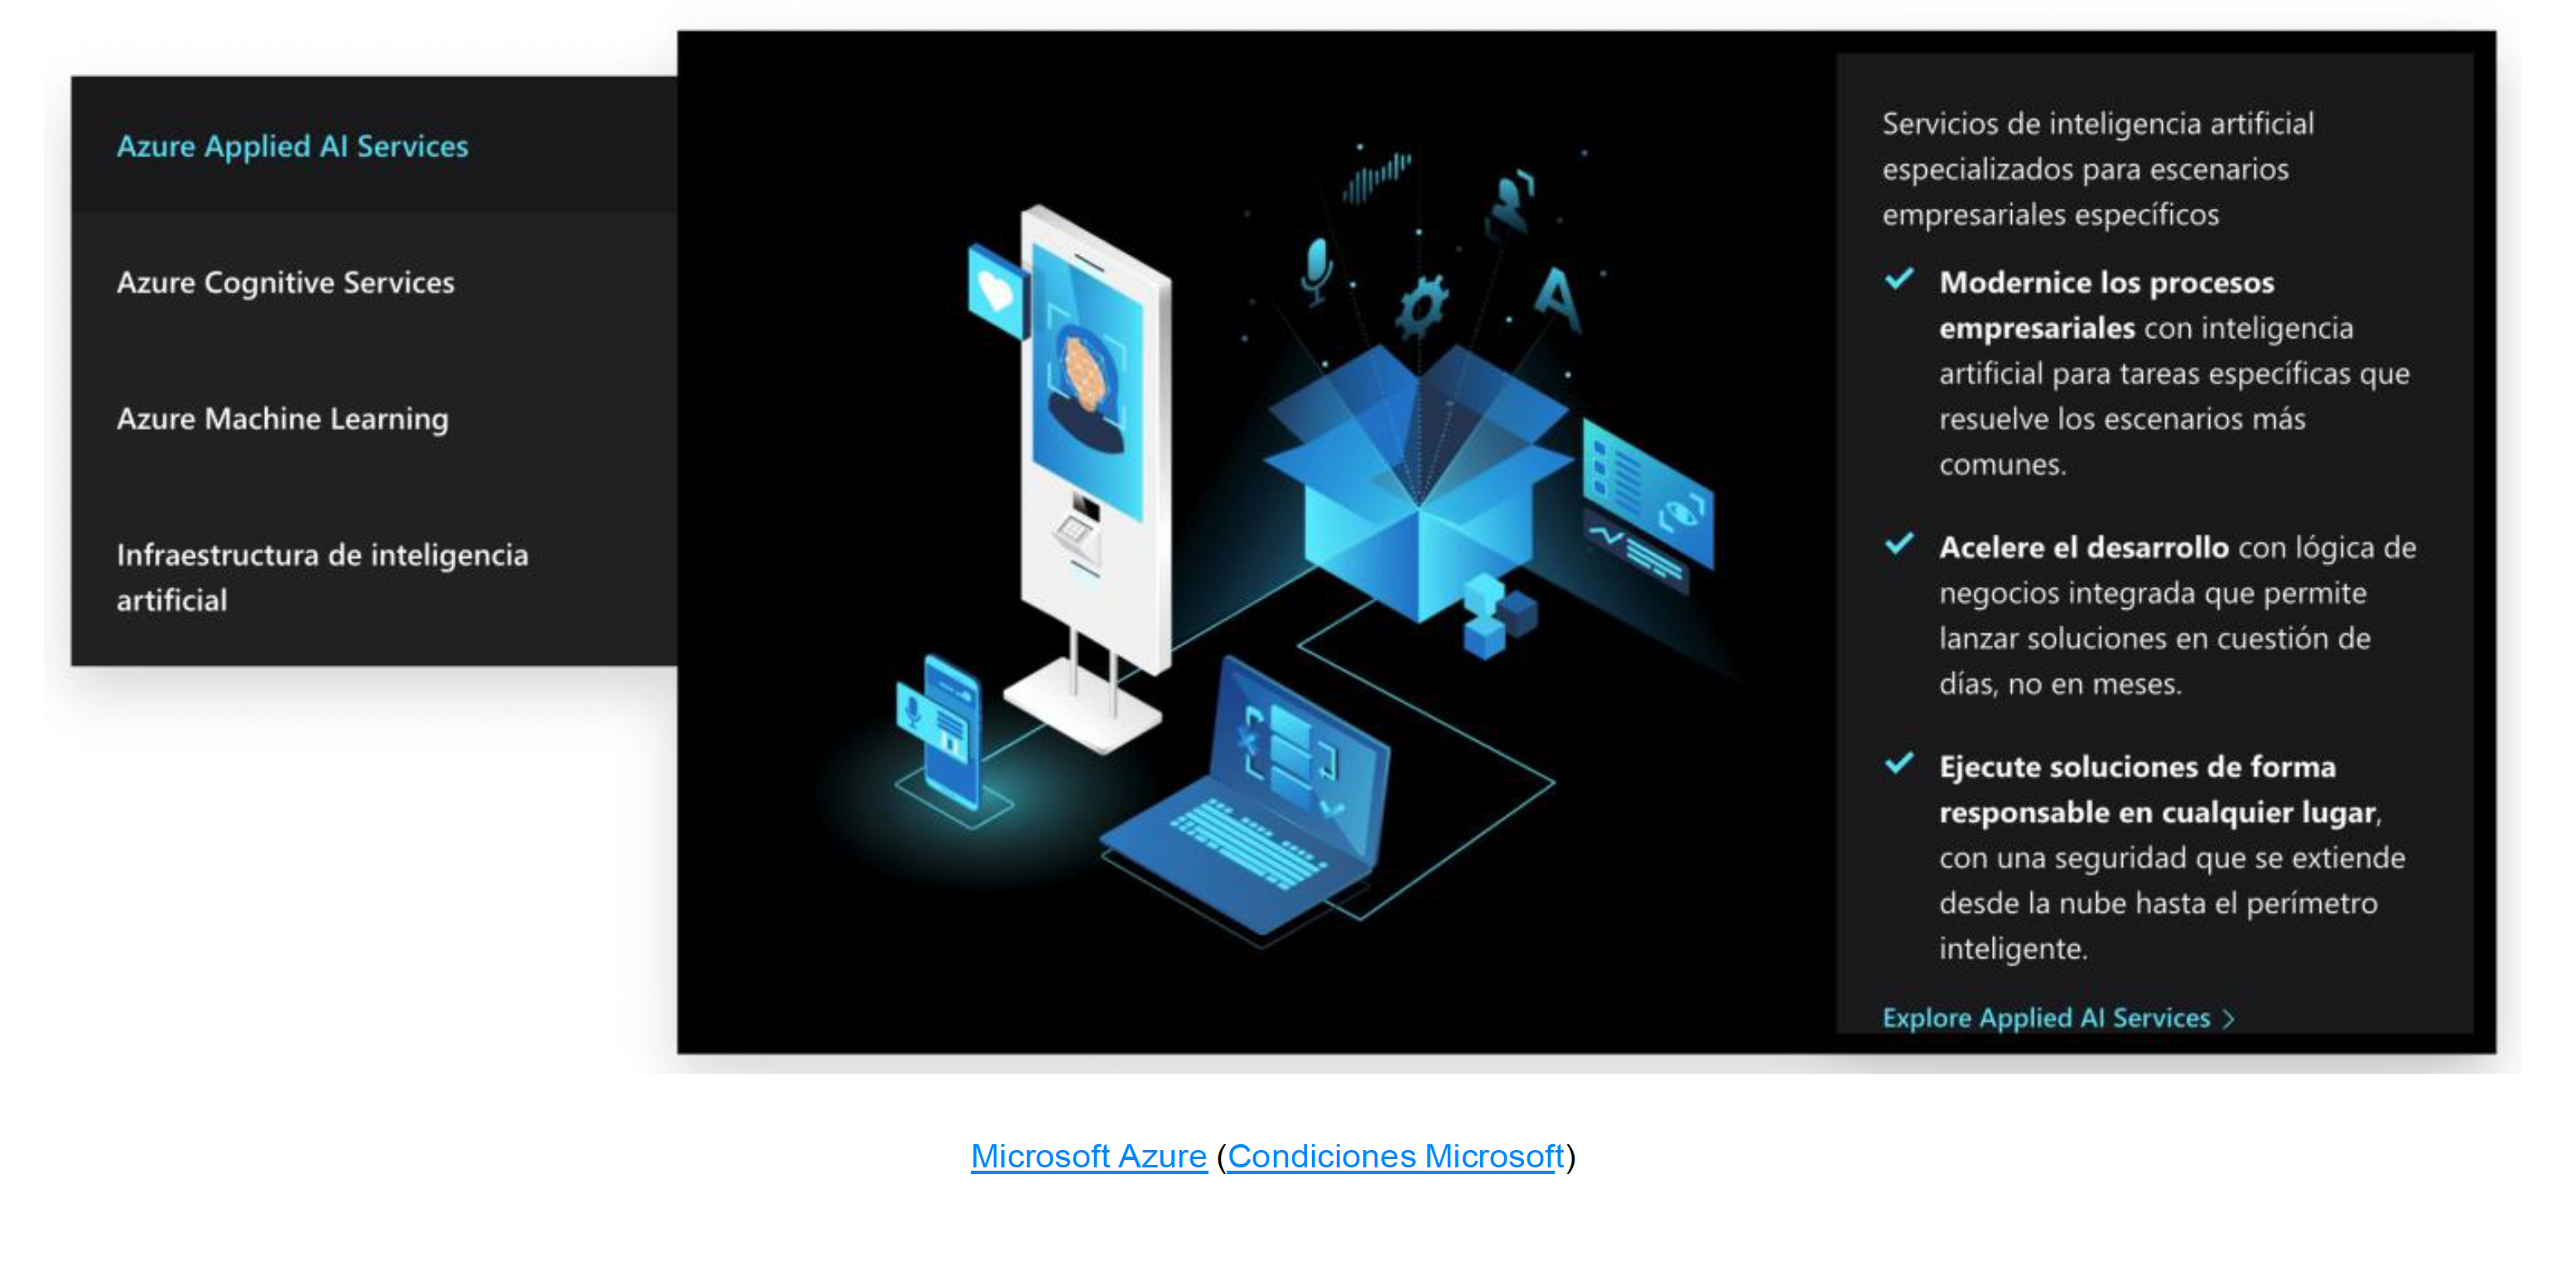 Azure Applied AI Services
Azure Cognitive Services
Azure Machine Learning
Infraestructura de inteligencia
artificial
A
Servicios de inteligencia artificial
especializados para escenarios
empresariales específicos
Modernice los procesos
empresariales con inteligencia
artificial para tareas específicas que
resuelve los escenarios más
comunes.
Acelere el desarrollo con lógica de
negocios integrada que permite
lanzar soluciones en cuestión de
días, no en meses.
Ejecute soluciones de forma
responsable en cualquier lugar,
con una seguridad que se extiende
desde la nube hasta el perímetro
inteligente.
Explore Applied AI Services >
Microsoft Azure (Condiciones Microsoft)